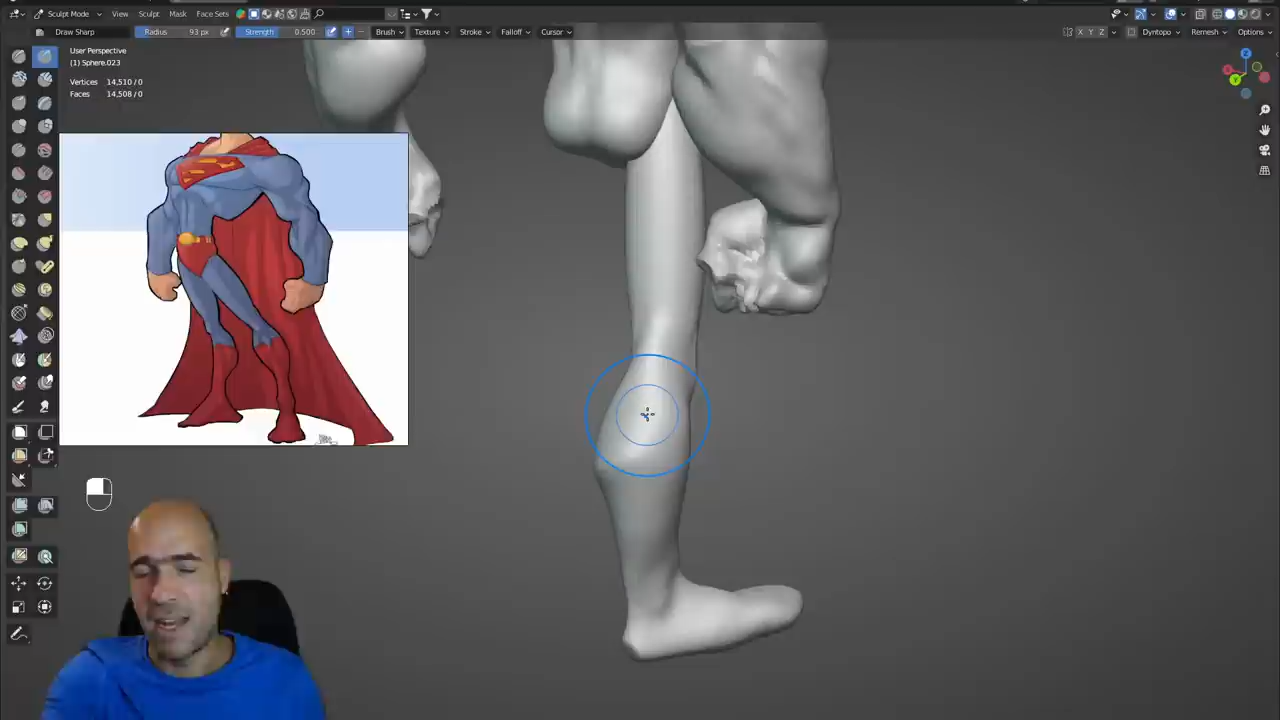 Sculpt Mode View Sculpt Mask Face Sets
Draw Sharp Radius 93 px Strength 0.500 Brush Texture Stroke Falloff Cursor X Y Z Dyntopo Remesh Options
User Perspective
(1) Sphere.023
Vertices 14,510 / 0
Faces 14,508 / 0
Z
Y